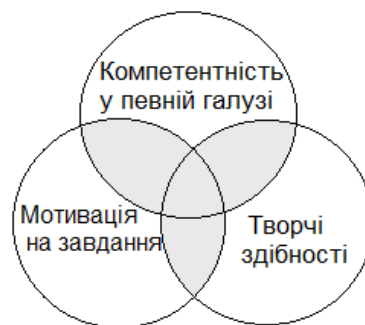 Компетентність
у певній галузі
Мотивація
на завдання
Творчі
здібності